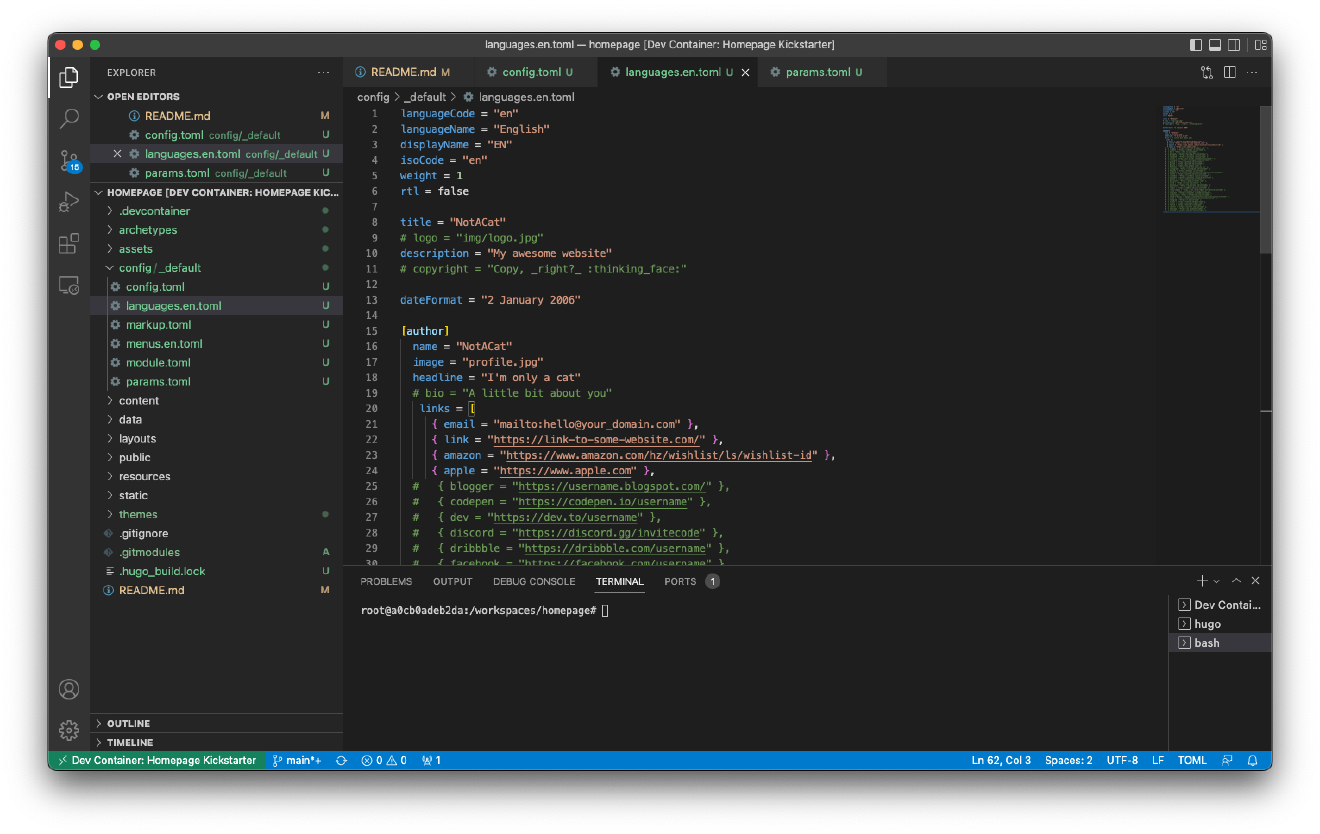 languages.en.toml — homepage [Dev Container: Homepage Kickstarter]
EXPLORER
OPEN EDITORS
README.md M
config.toml config/_default U
languages.en.toml config/_default U
params.toml config/_default U
HOMEPAGE [DEV CONTAINER: HOMEPAGE KIC...
.devcontainer
archetypes
assets
config/_default
config.toml U
languages.en.toml U
markup.toml U
menus.en.toml U
module.toml U
params.toml U
content
data
layouts
public
resources
static
themes
.gitignore
.gitmodules A
.hugo_build.lock U
README.md M
OUTLINE
TIMELINE
15
README.md M
config.toml U
languages.en.toml U
params.toml U
config > _default > languages.en.toml
1 languageCode = "en"
2 languageName = "English"
3 displayName = "EN"
4 isoCode = "en"
5 weight = 1
6 rtl = false
7
8 title = "NotACat"
9 # logo = "img/logo.jpg"
10 description = "My awesome website"
11 # copyright = "Copy, _right?_ :thinking_face:"
12
13 dateFormat = "2 January 2006"
14
15 [author]
16 name = "NotACat"
17 image = "profile.jpg"
18 headline = "I'm only a cat"
19 # bio = "A little bit about you"
20 links = [
21 { email = "mailto:hello@your_domain.com" },
22 { link = "https://link-to-some-website.com/" },
23 { amazon = "https://www.amazon.com/hz/wishlist/ls/wishlist-id" },
24 { apple = "https://www.apple.com" },
25 # { blogger = "https://username.blogspot.com/" },
26 # { codepen = "https://codepen.io/username" },
27 # { dev = "https://dev.to/username" },
28 # { discord = "https://discord.gg/invitecode" },
29 # { dribbble = "https://dribbble.com/username" },
30 # { facebook = "https://facebook.com/username" },
PROBLEMS OUTPUT DEBUG CONSOLE TERMINAL PORTS 1
root@a0cb0adeb2da:/workspaces/homepage#
Dev Contai...
hugo
bash
Dev Container: Homepage Kickstarter main*+ 0 0 1 Ln 62, Col 3 Spaces: 2 UTF-8 LF TOML